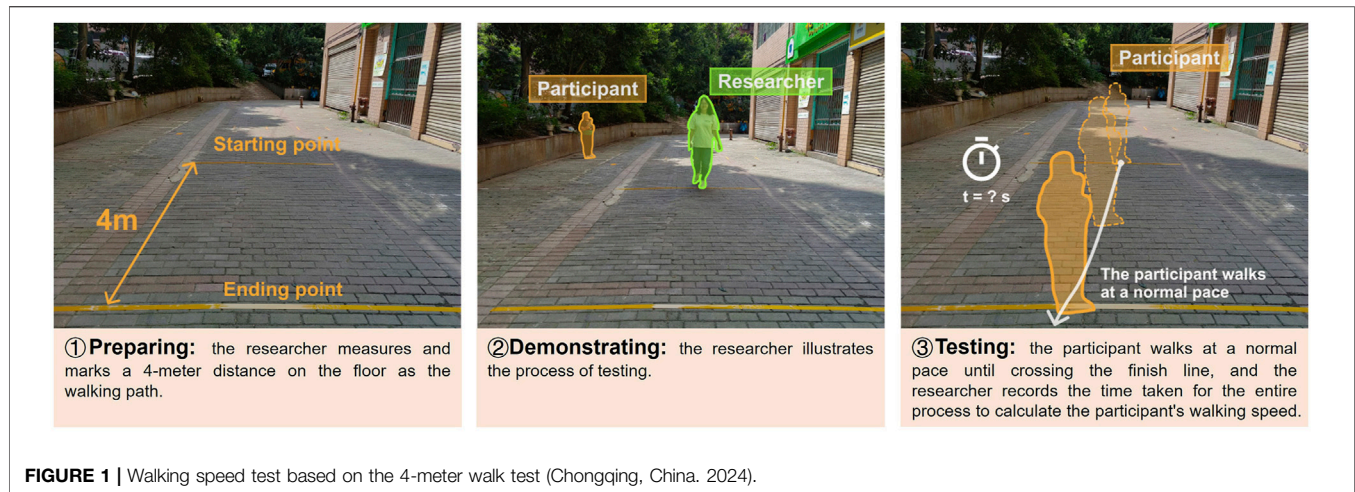 Starting point
4m
Ending point
①Preparing: the researcher measures and
marks a 4-meter distance on the floor as the
walking path.
Participant
Researcher
②Demonstrating: the researcher illustrates
the process of testing.
Participant
t = ? s
The participant walks
at a normal pace
③Testing: the participant walks at a normal
pace until crossing the finish line, and the
researcher records the time taken for the entire
process to calculate the participant's walking speed.
FIGURE 1 | Walking speed test based on the 4-meter walk test (Chongqing, China. 2024).